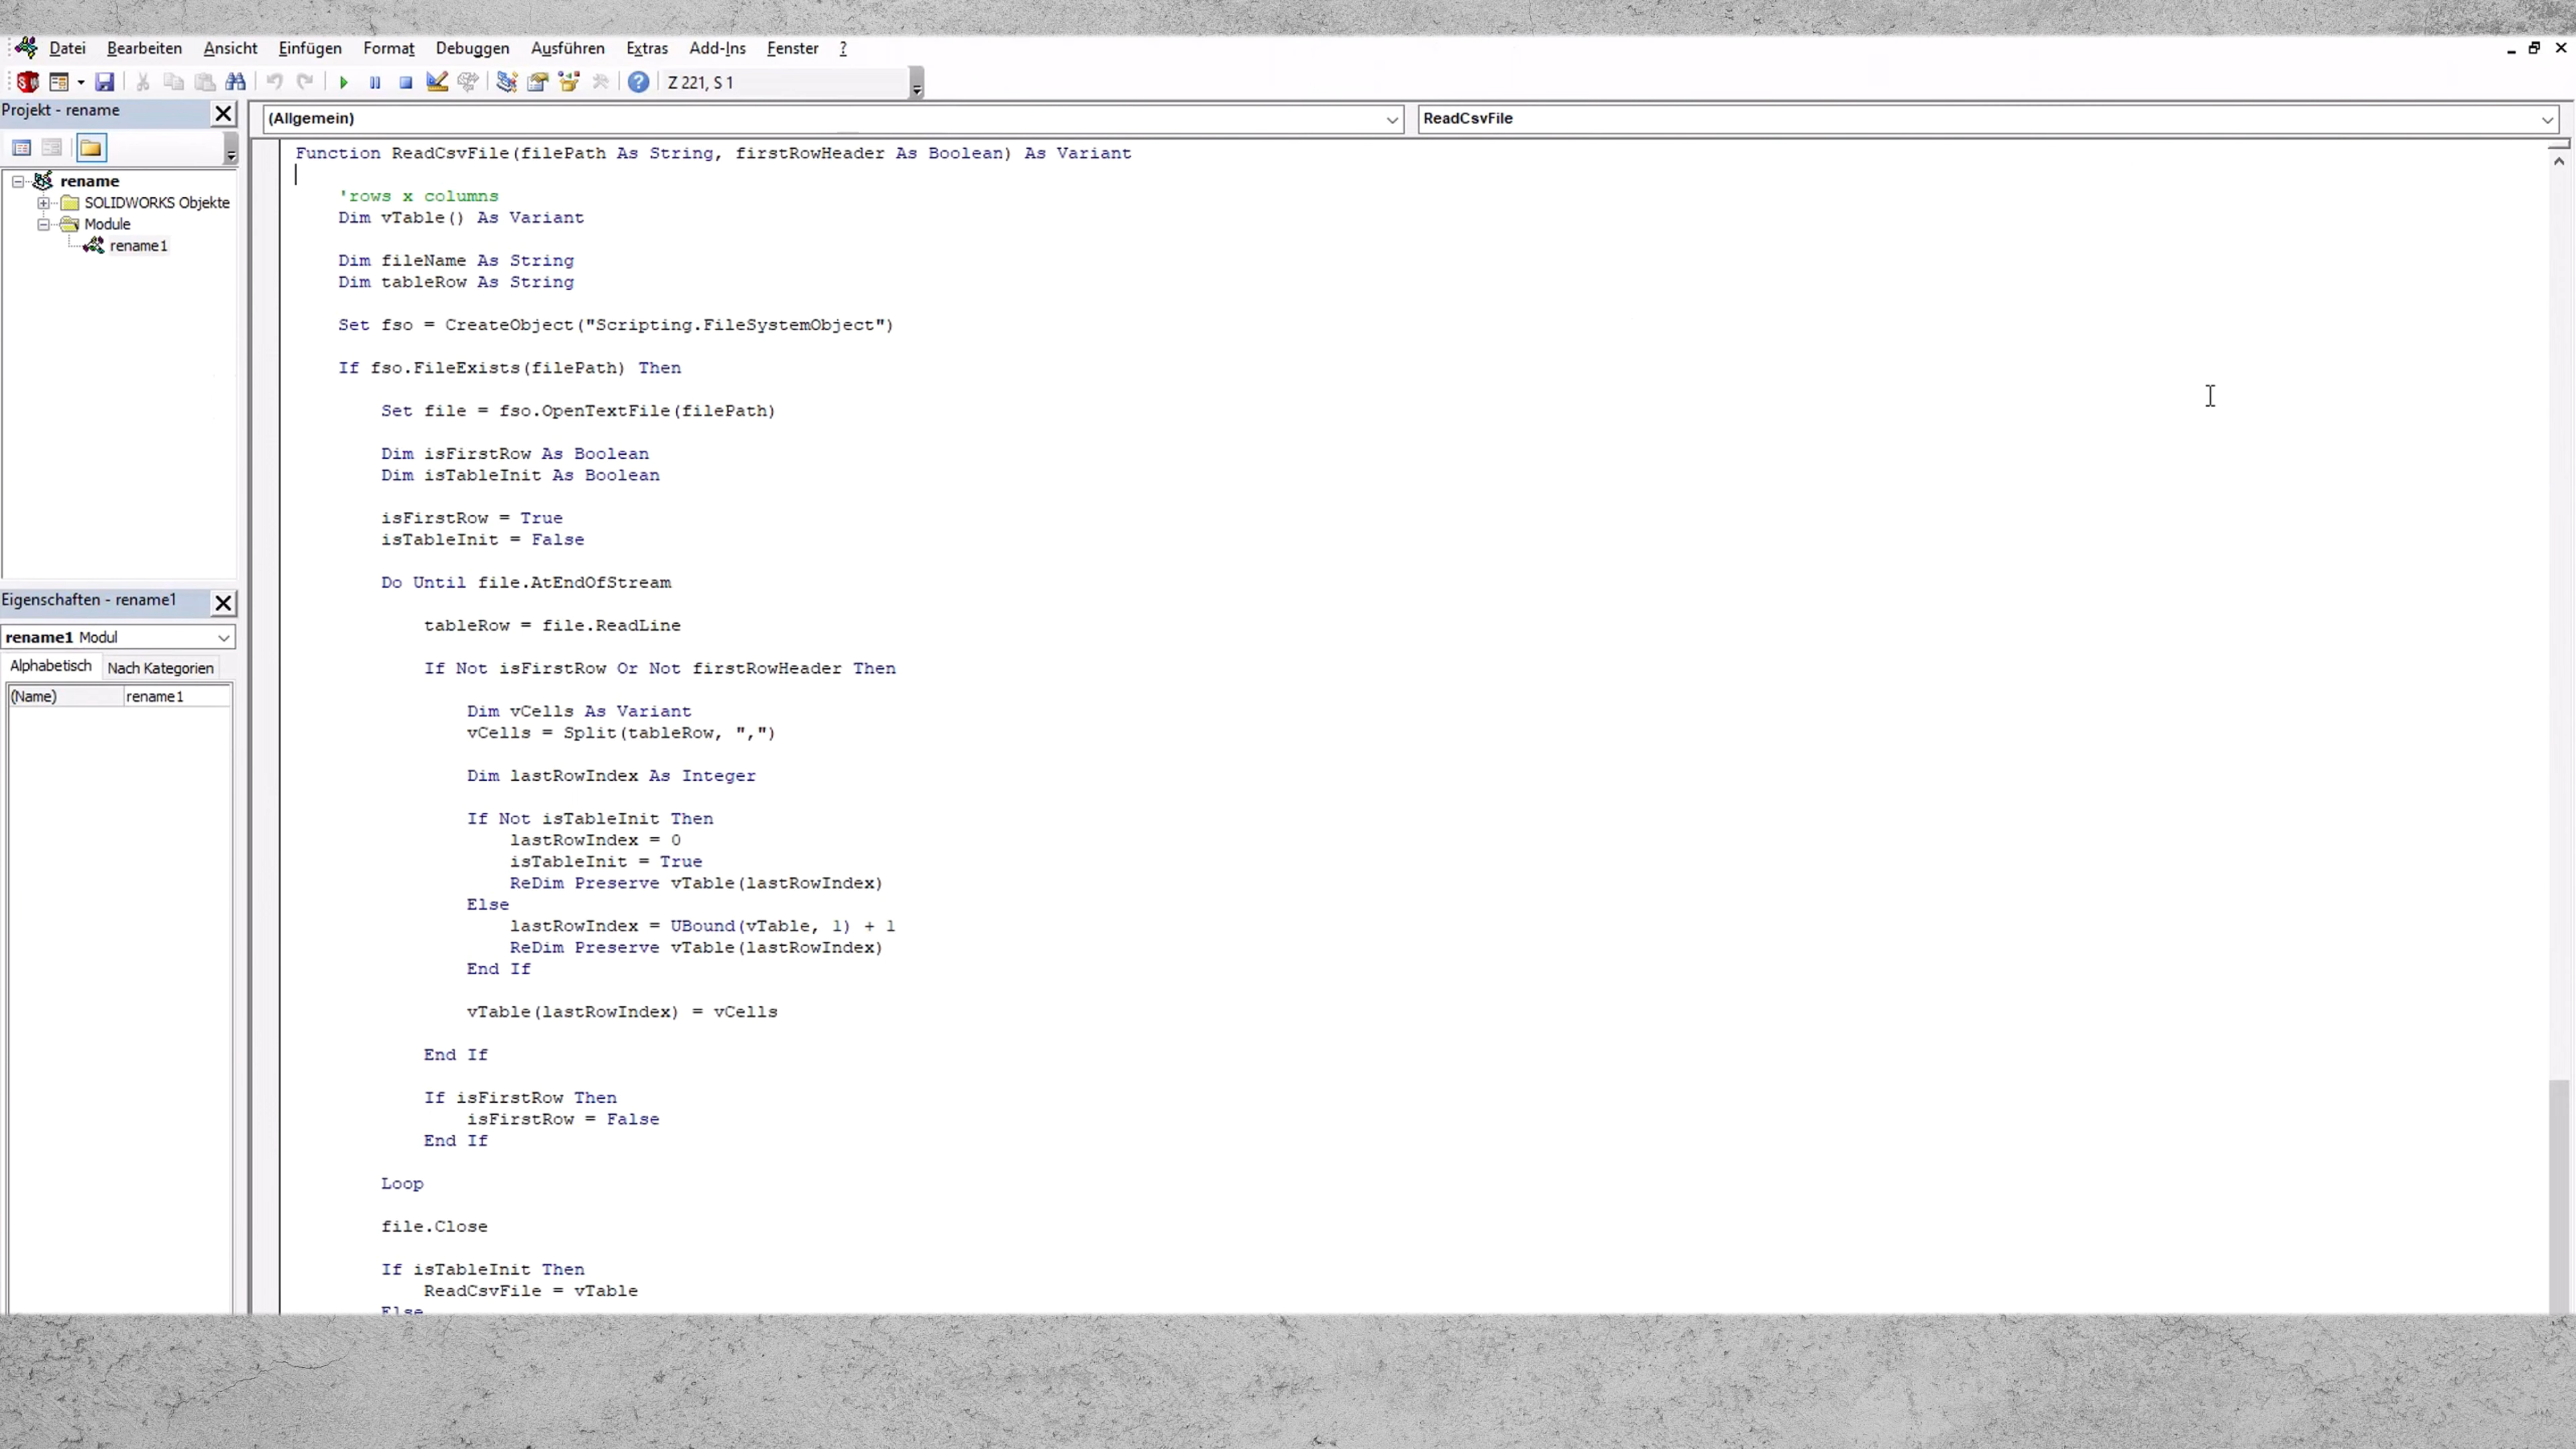 Datei Bearbeiten Ansicht Einfügen Format Debuggen Ausführen Extras Add-Ins Fenster ?
Z 221, S 1
Projekt - rename
(Allgemein)
ReadCsvFile
rename
SOLIDWORKS Objekte
Module
rename1
Eigenschaften - rename1
rename1 Modul
Alphabetisch Nach Kategorien
(Name) rename1
Function ReadCsvFile(filePath As String, firstRowHeader As Boolean) As Variant
'rows x columns
Dim vTable() As Variant
Dim fileName As String
Dim tableRow As String
Set fso = CreateObject("Scripting.FileSystemObject")
If fso.FileExists(filePath) Then
Set file = fso.OpenTextFile(filePath)
Dim isFirstRow As Boolean
Dim isTableInit As Boolean
isFirstRow = True
isTableInit = False
Do Until file.AtEndOfStream
tableRow = file.ReadLine
If Not isFirstRow Or Not firstRowHeader Then
Dim vCells As Variant
vCells = Split(tableRow, ",")
Dim lastRowIndex As Integer
If Not isTableInit Then
lastRowIndex = 0
isTableInit = True
ReDim Preserve vTable(lastRowIndex)
Else
lastRowIndex = UBound(vTable, 1) + 1
ReDim Preserve vTable(lastRowIndex)
End If
vTable(lastRowIndex) = vCells
End If
If isFirstRow Then
isFirstRow = False
End If
Loop
file.Close
If isTableInit Then
ReadCsvFile = vTable
Else